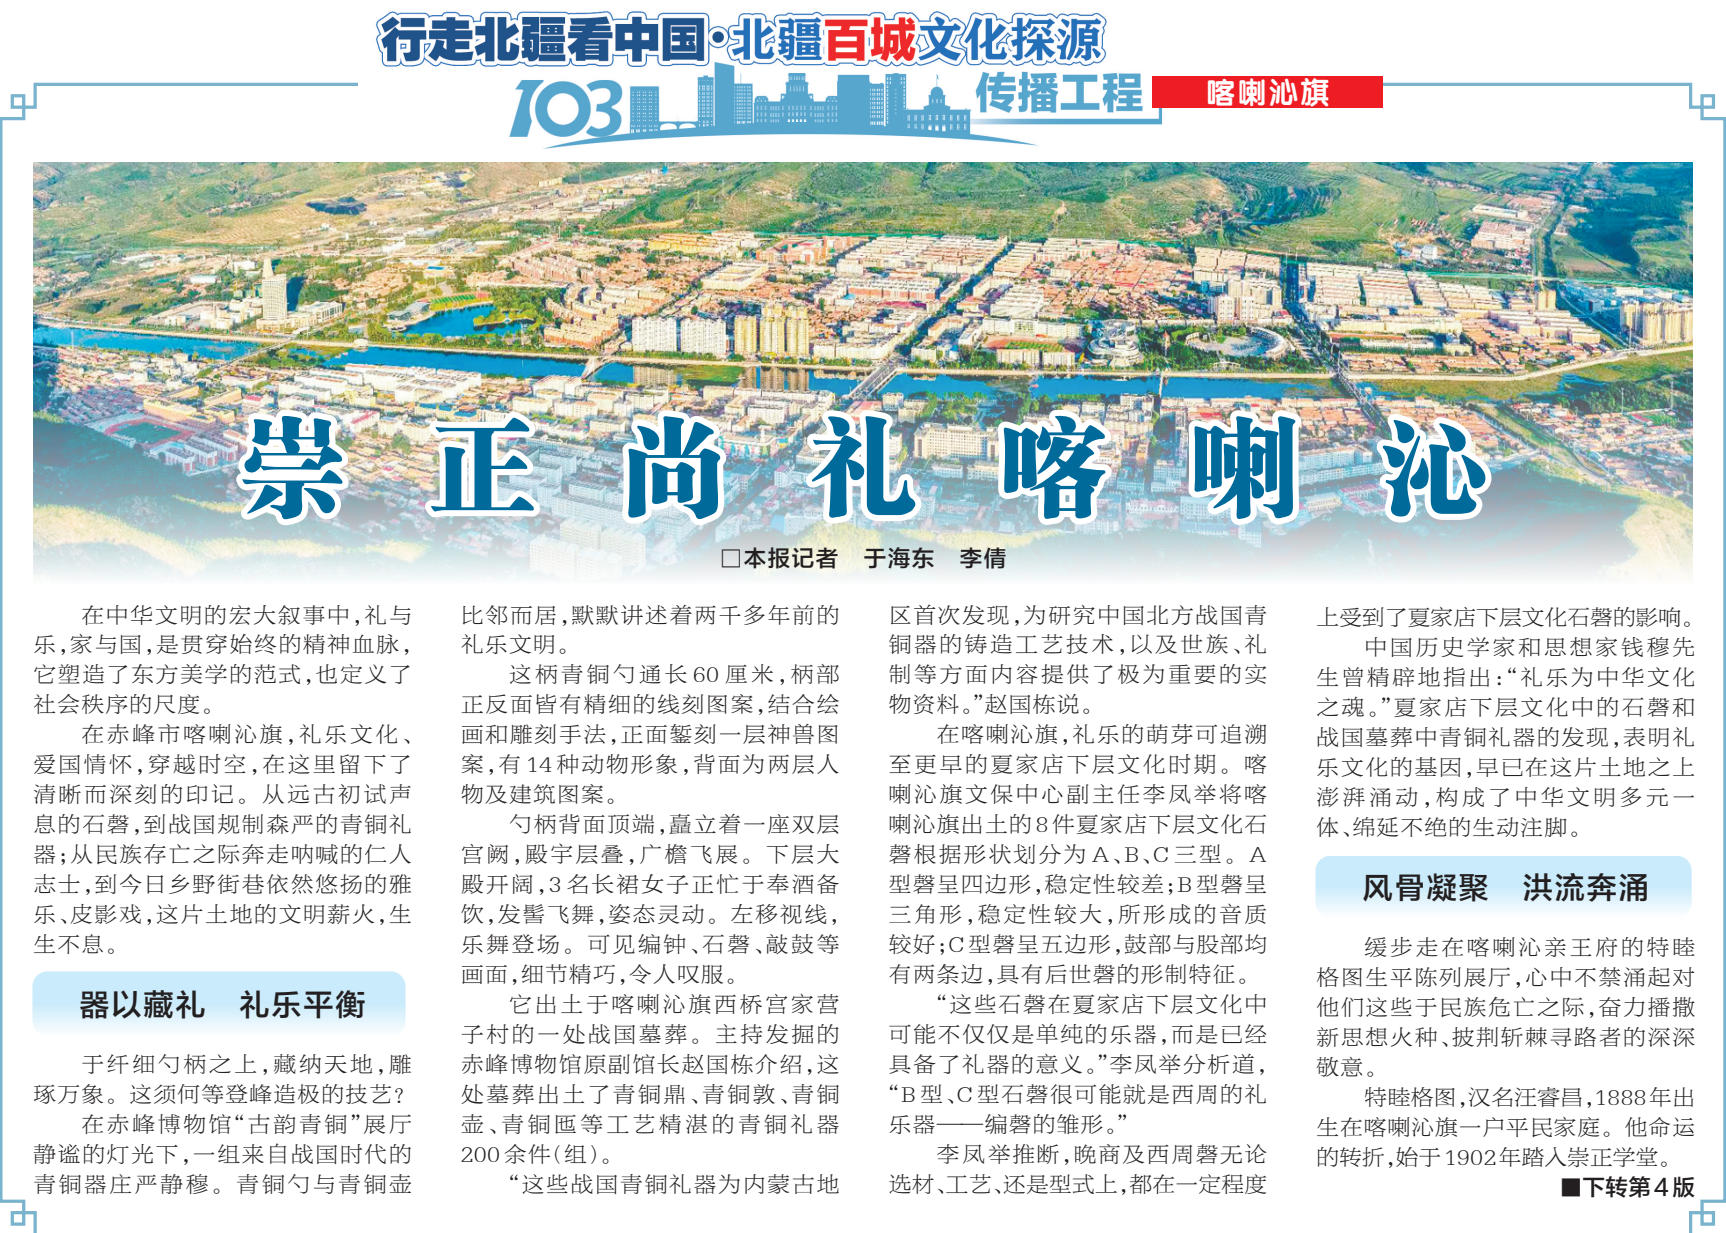 行走北疆看中国·北疆百城文化探源
103
传播工程
喀喇沁旗
崇正尚礼喀喇沁
□本报记者 于海东 李倩
在中华文明的宏大叙事中,礼与
乐,家与国,是贯穿始终的精神血脉,
它塑造了东方美学的范式,也定义了
社会秩序的尺度。
在赤峰市喀喇沁旗,礼乐文化、
爱国情怀,穿越时空,在这里留下了
清晰而深刻的印记。从远古初试声
息的石磬,到战国规制森严的青铜礼
器;从民族存亡之际奔走呐喊的仁人
志士,到今日乡野街巷依然悠扬的雅
乐、皮影戏,这片土地的文明薪火,生
生不息。
器以藏礼 礼乐平衡
于纤细勺柄之上,藏纳天地,雕
琢万象。这须何等登峰造极的技艺?
在赤峰博物馆“古韵青铜”展厅
静谧的灯光下,一组来自战国时代的
青铜器庄严静穆。青铜勺与青铜壶
比邻而居,默默讲述着两千多年前的
礼乐文明。
这柄青铜勺通长60厘米,柄部
正反面皆有精细的线刻图案,结合绘
画和雕刻手法,正面錾刻一层神兽图
案,有14种动物形象,背面为两层人
物及建筑图案。
勺柄背面顶端,矗立着一座双层
宫阙,殿宇层叠,广檐飞展。下层大
殿开阔,3名长裙女子正忙于奉酒备
饮,发髻飞舞,姿态灵动。左移视线,
乐舞登场。可见编钟、石磬、敲鼓等
画面,细节精巧,令人叹服。
它出土于喀喇沁旗西桥宫家营
子村的一处战国墓葬。主持发掘的
赤峰博物馆原副馆长赵国栋介绍,这
处墓葬出土了青铜鼎、青铜敦、青铜
壶、青铜匜等工艺精湛的青铜礼器
200余件(组)。
“这些战国青铜礼器为内蒙古地
区首次发现,为研究中国北方战国青
铜器的铸造工艺技术,以及世族、礼
制等方面内容提供了极为重要的实
物资料。”赵国栋说。
在喀喇沁旗,礼乐的萌芽可追溯
至更早的夏家店下层文化时期。喀
喇沁旗文保中心副主任李凤举将喀
喇沁旗出土的8件夏家店下层文化石
磬根据形状划分为A、B、C三型。A
型磬呈四边形,稳定性较差;B型磬呈
三角形,稳定性较大,所形成的音质
较好;C型磬呈五边形,鼓部与股部均
有两条边,具有后世磬的形制特征。
“这些石磬在夏家店下层文化中
可能不仅仅是单纯的乐器,而是已经
具备了礼器的意义。”李凤举分析道,
“B型、C型石磬很可能就是西周的礼
乐器——编磬的雏形。”
李凤举推断,晚商及西周磬无论
选材、工艺、还是型式上,都在一定程度
上受到了夏家店下层文化石磬的影响。
中国历史学家和思想家钱穆先
生曾精辟地指出:“礼乐为中华文化
之魂。”夏家店下层文化中的石磬和
战国墓葬中青铜礼器的发现,表明礼
乐文化的基因,早已在这片土地之上
澎湃涌动,构成了中华文明多元一
体、绵延不绝的生动注脚。
风骨凝聚 洪流奔涌
缓步走在喀喇沁亲王府的特睦
格图生平陈列展厅,心中不禁涌起对
他们这些于民族危亡之际,奋力播撒
新思想火种、披荆斩棘寻路者的深深
敬意。
特睦格图,汉名汪睿昌,1888年出
生在喀喇沁旗一户平民家庭。他命运
的转折,始于1902年踏入崇正学堂。
■下转第4版